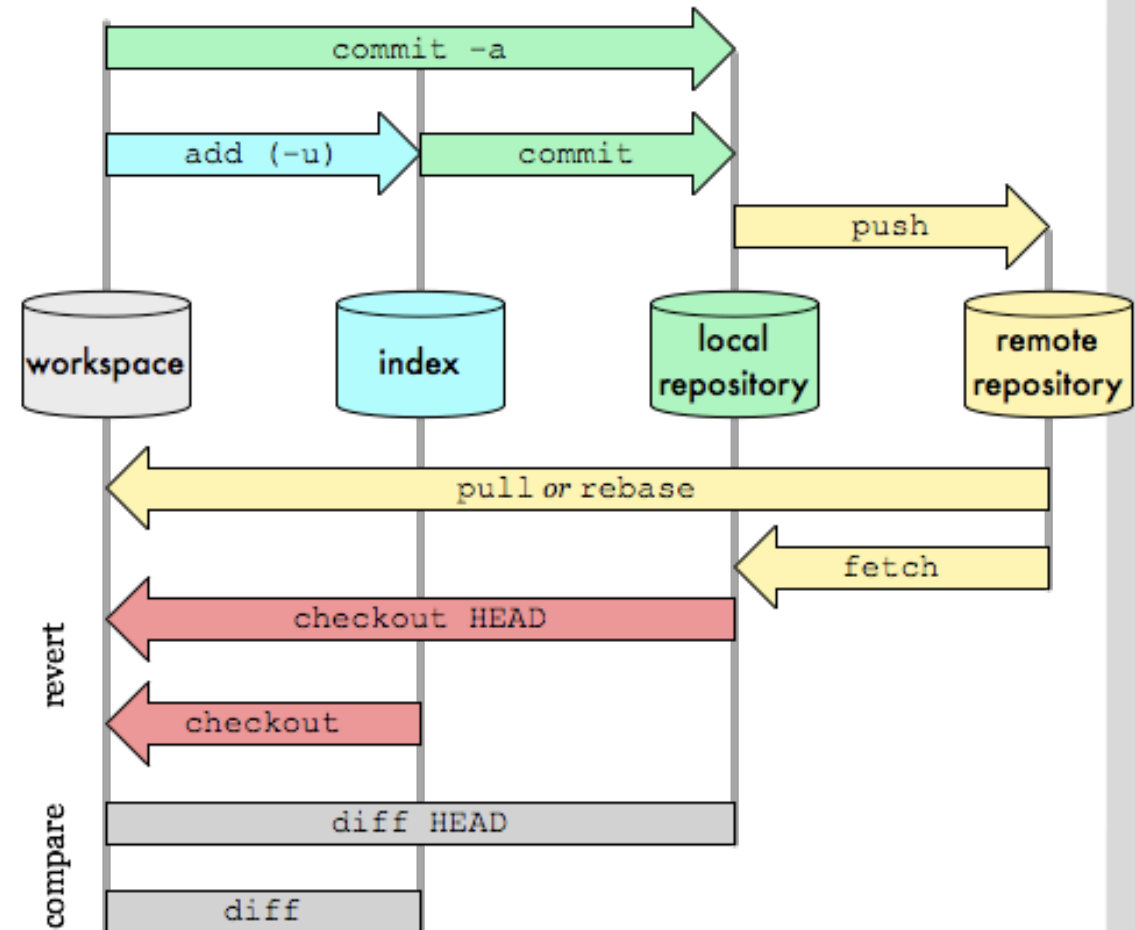 commit -a
add (-u)
commit
push
workspace
index
local
repository
remote
repository
pull or rebase
fetch
revert
checkout HEAD
checkout
compare
diff HEAD
diff